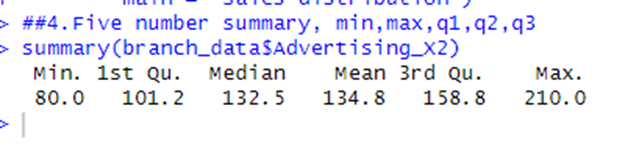 > ##4.Five number summary, min,max,q1,q2,q3
> summary(branch_data$Advertising_X2)
Min. 1st Qu. Median Mean 3rd Qu. Max.
80.0 101.2 132.5 134.8 158.8 210.0
>